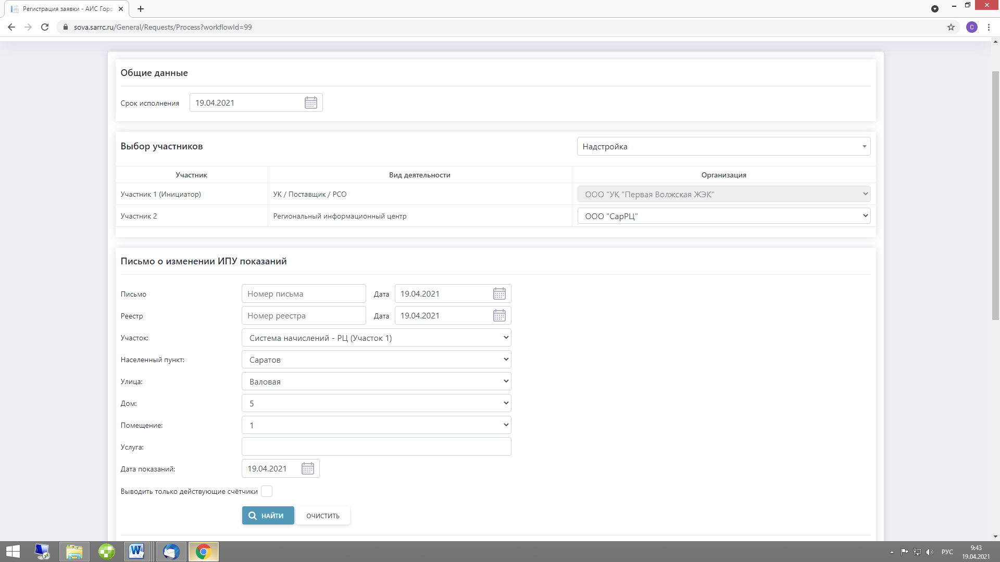 Регистрация заявки - АИС Горо
sova.sarrc.ru/General/Requests/Process?workflowId=99
C
Общие данные
Срок исполнения 19.04.2021
Выбор участников Надстройка
Участник Вид деятельности Организация
Участник 1 (Инициатор) УК / Поставщик / РСО ООО "УК "Первая Волжская ЖЭК"
Участник 2 Региональный информационный центр ООО "СарРЦ"
Письмо о изменении ИПУ показаний
Письмо Номер письма Дата 19.04.2021
Реестр Номер реестра Дата 19.04.2021
Участок: Система начислений - РЦ (Участок 1)
Населенный пункт: Саратов
Улица: Валовая
Дом: 5
Помещение: 1
Услуга:
Дата показаний: 19.04.2021
Выводить только действующие счётчики
НАЙТИ ОЧИСТИТЬ
РУС 9:43
19.04.2021